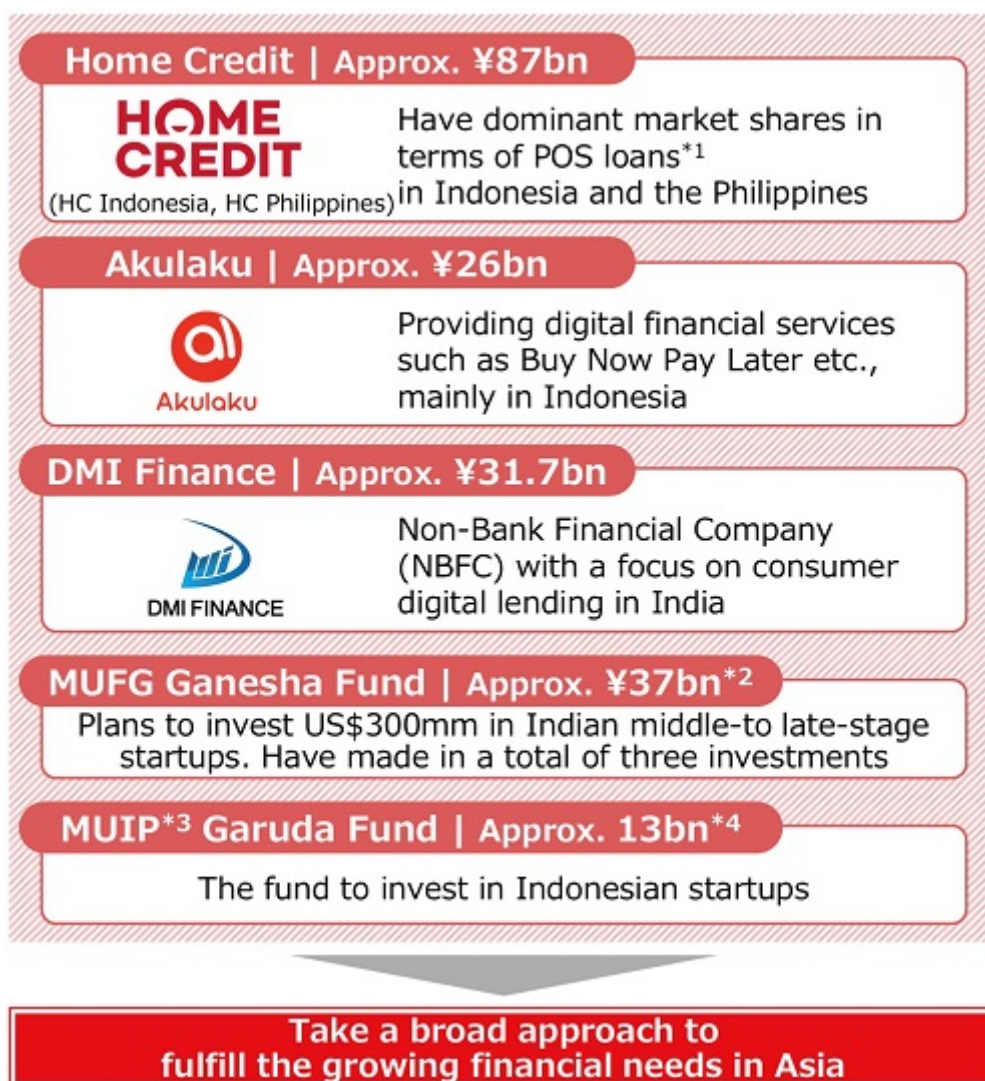 Home Credit | Approx. ¥87bn
HOME
CREDIT
(HC Indonesia, HC Philippines)
Have dominant market shares in
terms of POS loans*1
in Indonesia and the Philippines
Akulaku | Approx. ¥26bn
Akulaku
Providing digital financial services
such as Buy Now Pay Later etc.,
mainly in Indonesia
DMI Finance | Approx. ¥31.7bn
DMI FINANCE
Non-Bank Financial Company
(NBFC) with a focus on consumer
digital lending in India
MUFG Ganesha Fund | Approx. ¥37bn*2
Plans to invest US$300mm in Indian middle-to late-stage
startups. Have made in a total of three investments
MUIP*3 Garuda Fund | Approx. 13bn*4
The fund to invest in Indonesian startups
Take a broad approach to
fulfill the growing financial needs in Asia